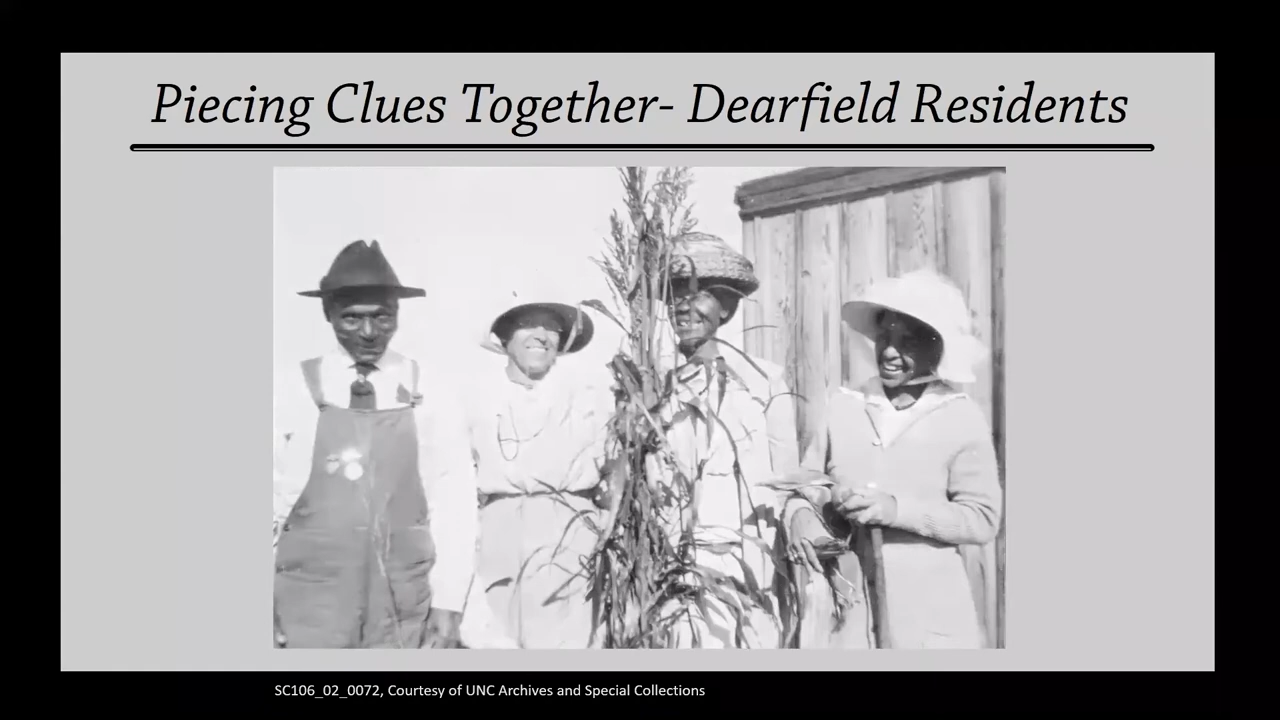 Piecing Clues Together- Dearfield Residents
SC106_02_0072, Courtesy of UNC Archives and Special Collections